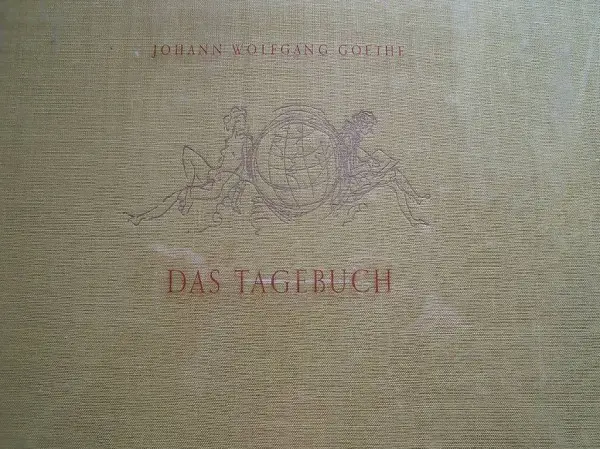 JOHANN WOLFGANG GOETHE
DAS TAGEBUCH